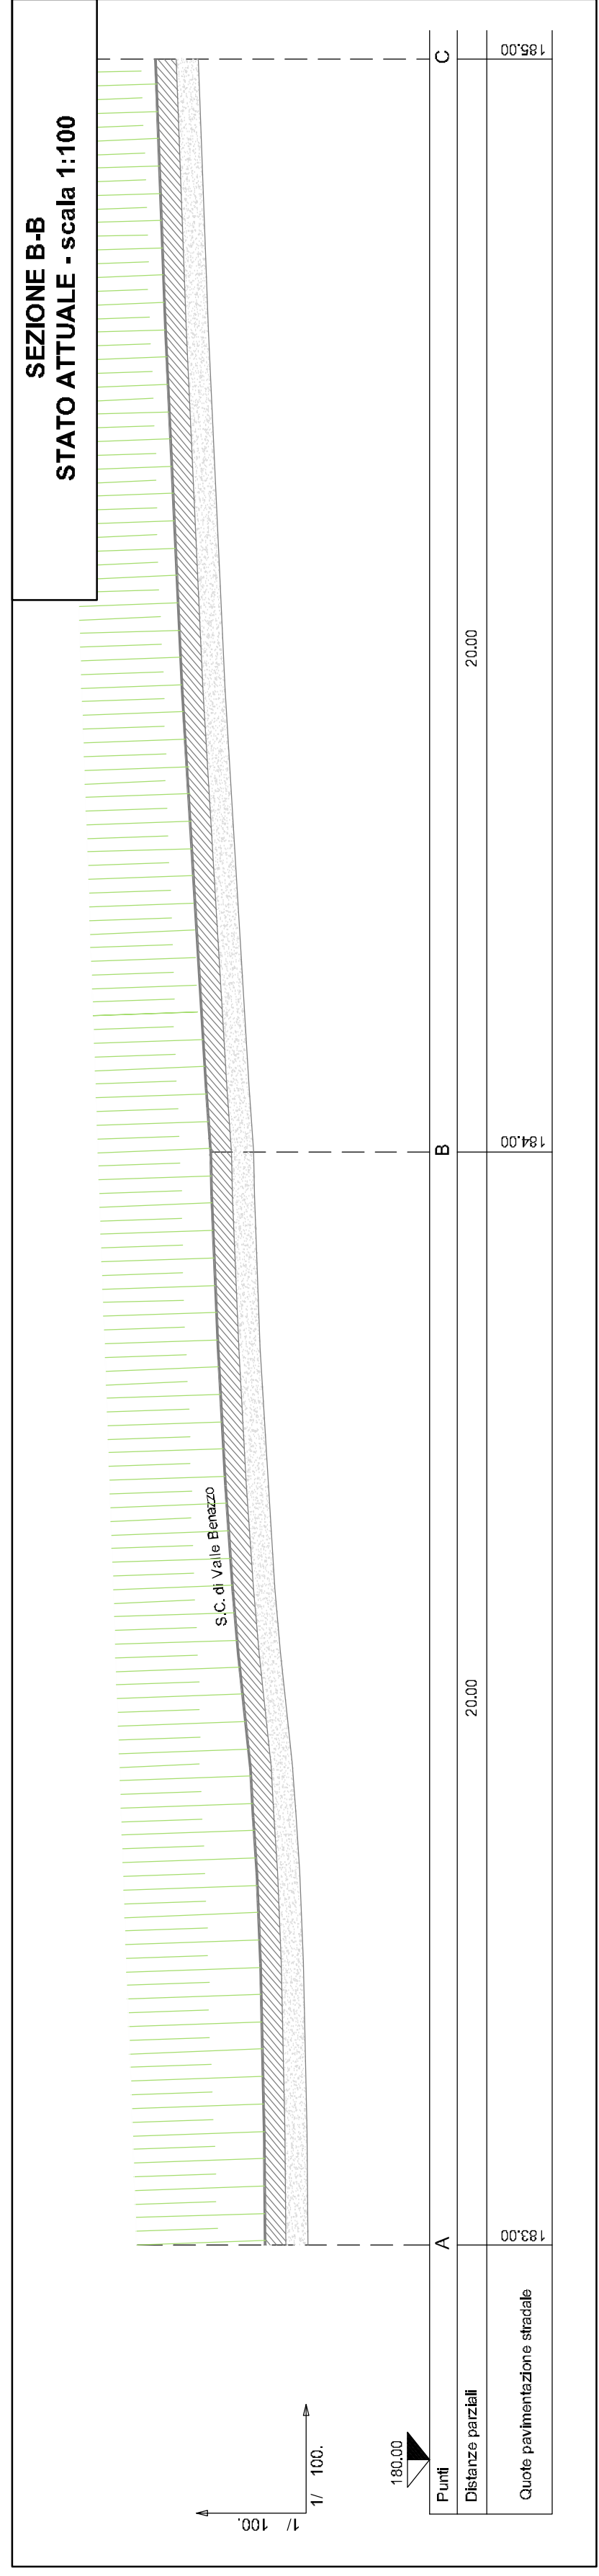 SEZIONE B-B
STATO ATTUALE - scala 1:100
S.C. di Valle Benazzo
1/ 100.
1/ 100.
180.00
Punti A B C
Distanze parziali 20.00 20.00
Quote pavimentazione stradale 183.00 184.00 185.00